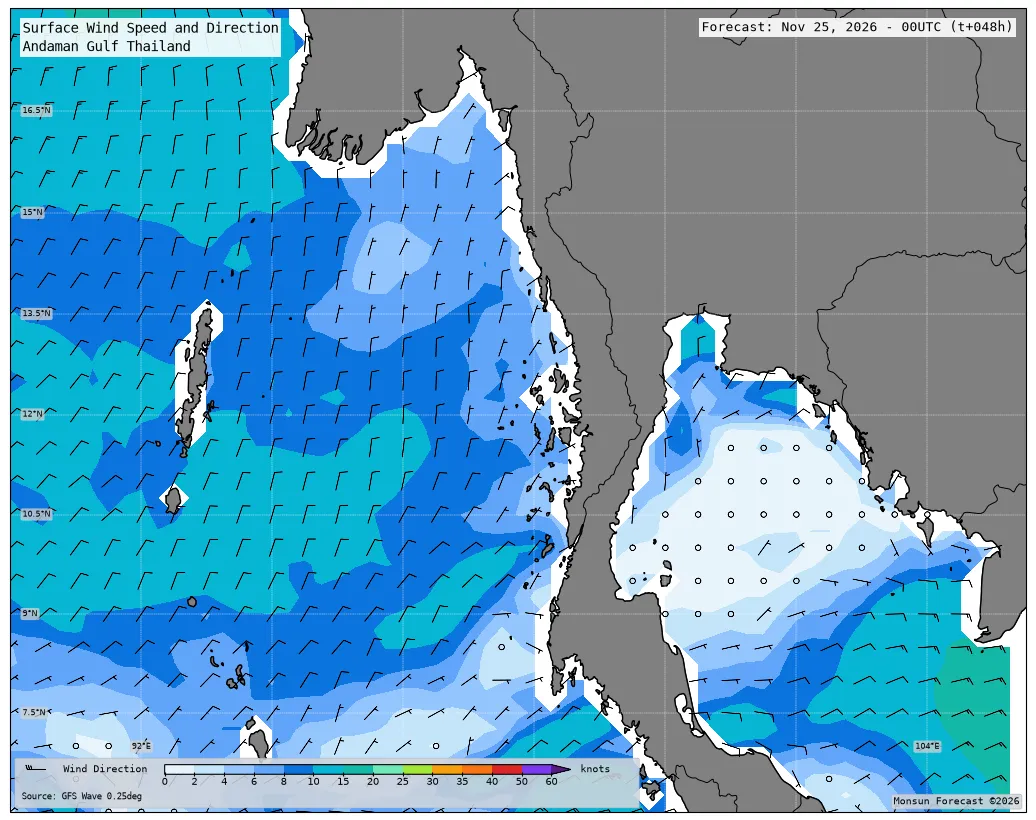 Surface Wind Speed and Direction
Andaman Gulf Thailand
Forecast: Nov 25, 2026 - 00UTC (t+048h)
16.5°N
15°N
13.5°N
12°N
10.5°N
9°N
7.5°N
92°E
104°E
Wind Direction
0 2 4 6 8 10 15 20 25 30 35 40 50 60 knots
Source: GFS Wave 0.25deg
Monsun Forecast ©2026